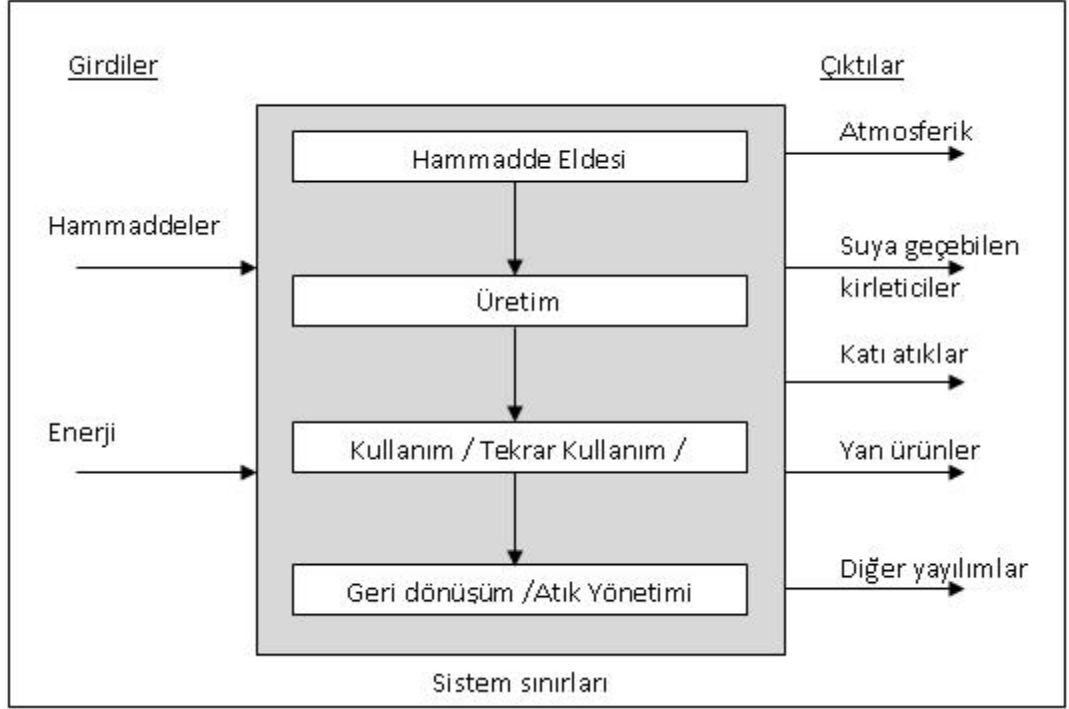 Girdiler
Çıktılar
Atmosferik
Hammadde Eldesi
Hammaddeler
Suya geçebilen
kirleticiler
Üretim
Katı atıklar
Enerji
Kullanım / Tekrar Kullanım /
Yan ürünler
Diğer yayılımlar
Geri dönüşüm /Atık Yönetimi
Sistem sınırları